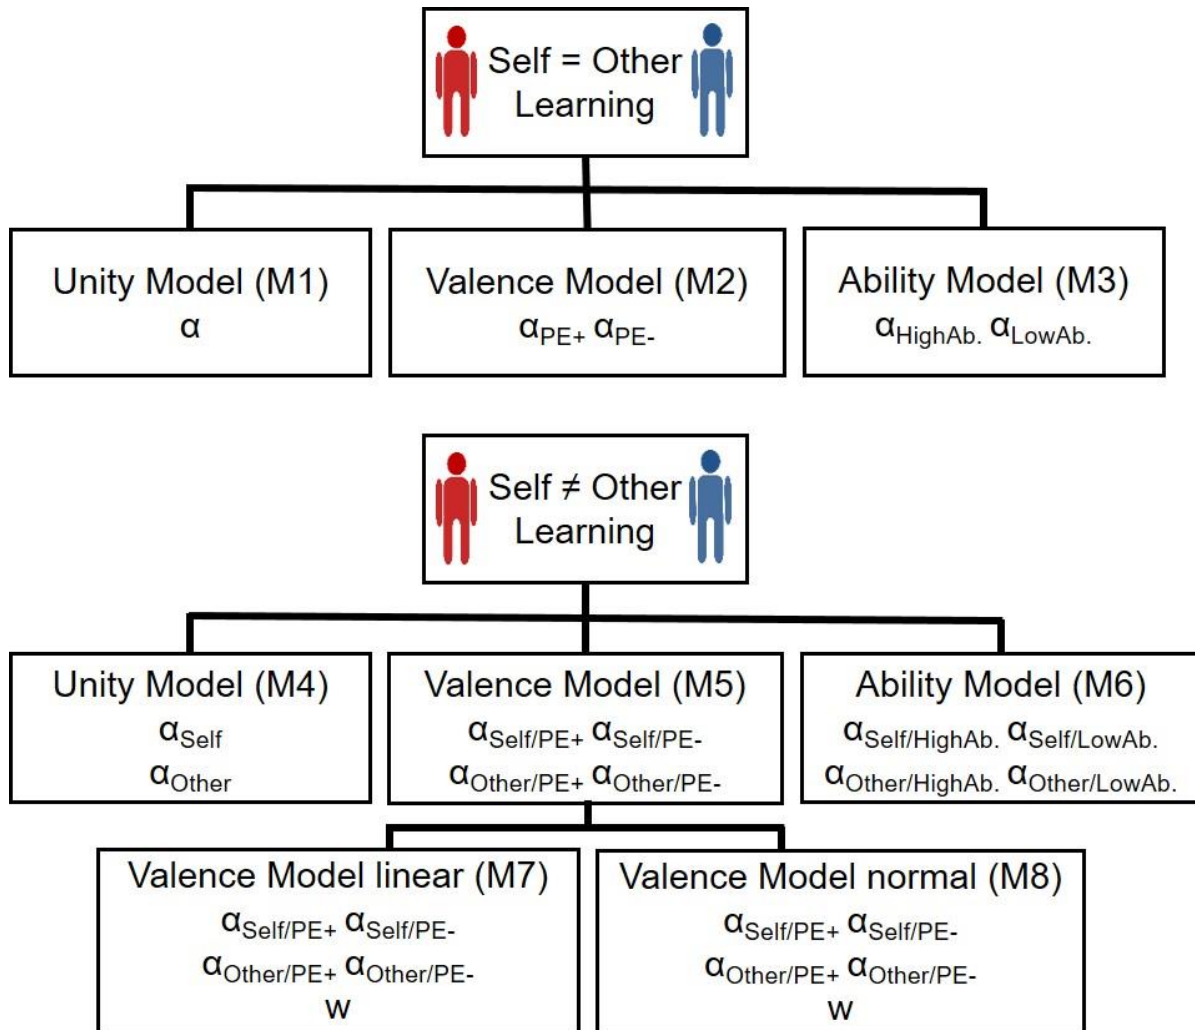 Self = Other
Learning
Unity Model (M1)
α
Valence Model (M2)
αPE+ αPE-
Ability Model (M3)
αHighAb. αLowAb.
Self ≠ Other
Learning
Unity Model (M4)
αSelf
αOther
Valence Model (M5)
αSelf/PE+ αSelf/PE-
αOther/PE+ αOther/PE-
Ability Model (M6)
αSelf/HighAb. αSelf/LowAb.
αOther/HighAb. αOther/LowAb.
Valence Model linear (M7)
αSelf/PE+ αSelf/PE-
αOther/PE+ αOther/PE-
w
Valence Model normal (M8)
αSelf/PE+ αSelf/PE-
αOther/PE+ αOther/PE-
w